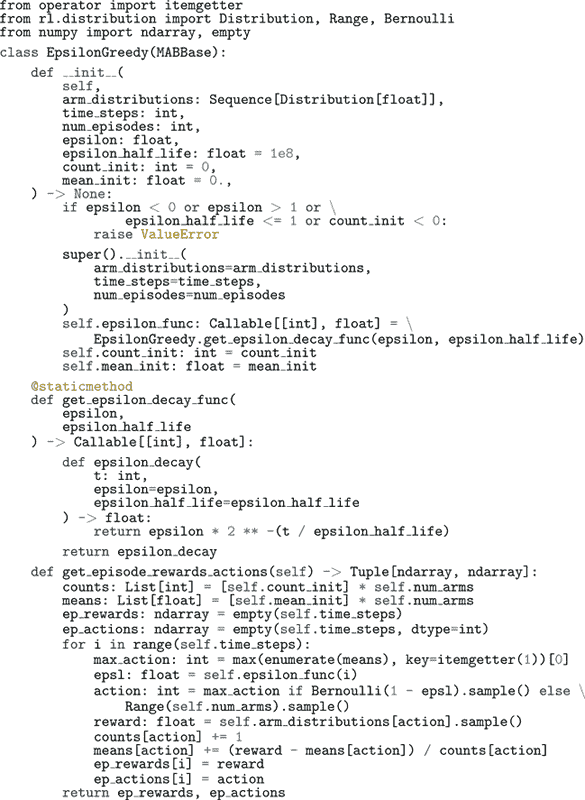 from operator import itemgetter
from rl.distribution import Distribution, Range, Bernoulli
from numpy import ndarray, empty
class EpsilonGreedy(MABBase):
    def __init__(
        self,
        arm_distributions: Sequence[Distribution[float]],
        time_steps: int,
        num_episodes: int,
        epsilon: float,
        epsilon_half_life: float = 1e8,
        count_init: int = 0,
        mean_init: float = 0.,
    ) -> None:
        if epsilon < 0 or epsilon > 1 or \
                epsilon_half_life <= 1 or count_init < 0:
            raise ValueError
        super().__init__(
            arm_distributions=arm_distributions,
            time_steps=time_steps,
            num_episodes=num_episodes
        )
        self.epsilon_func: Callable[[int], float] = \
            EpsilonGreedy.get_epsilon_decay_func(epsilon, epsilon_half_life)
        self.count_init: int = count_init
        self.mean_init: float = mean_init
    @staticmethod
    def get_epsilon_decay_func(
        epsilon,
        epsilon_half_life
    ) -> Callable[[int], float]:
        def epsilon_decay(
            t: int,
            epsilon=epsilon,
            epsilon_half_life=epsilon_half_life
        ) -> float:
            return epsilon * 2 ** -(t / epsilon_half_life)
        return epsilon_decay
    def get_episode_rewards_actions(self) -> Tuple[ndarray, ndarray]:
        counts: List[int] = [self.count_init] * self.num_arms
        means: List[float] = [self.mean_init] * self.num_arms
        ep_rewards: ndarray = empty(self.time_steps)
        ep_actions: ndarray = empty(self.time_steps, dtype=int)
        for i in range(self.time_steps):
            max_action: int = max(enumerate(means), key=itemgetter(1))[0]
            epsl: float = self.epsilon_func(i)
            action: int = max_action if Bernoulli(1 - epsl).sample() else \
                Range(self.num_arms).sample()
            reward: float = self.arm_distributions[action].sample()
            counts[action] += 1
            means[action] += (reward - means[action]) / counts[action]
            ep_rewards[i] = reward
            ep_actions[i] = action
        return ep_rewards, ep_actions